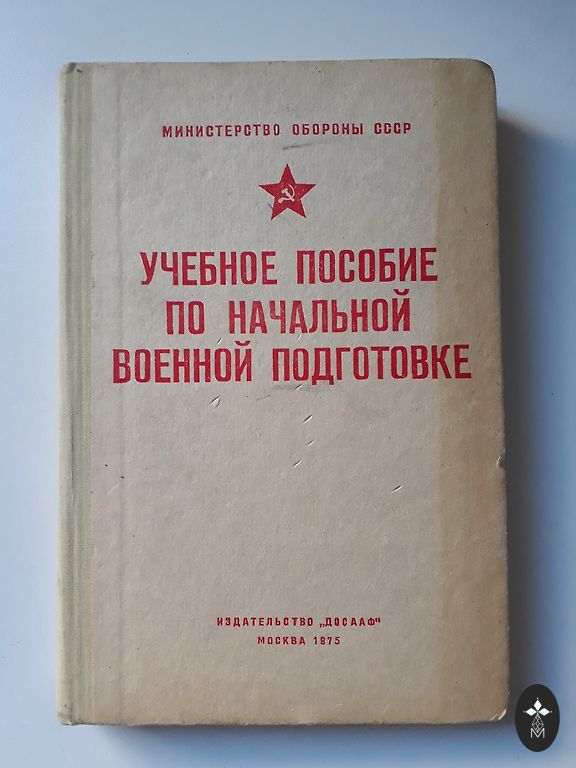 МИНИСТЕРСТВО ОБОРОНЫ СССР
УЧЕБНОЕ ПОСОБИЕ
ПО НАЧАЛЬНОЙ
ВОЕННОЙ ПОДГОТОВКЕ
ИЗДАТЕЛЬСТВО „ДОСААФ“
МОСКВА 1975
М